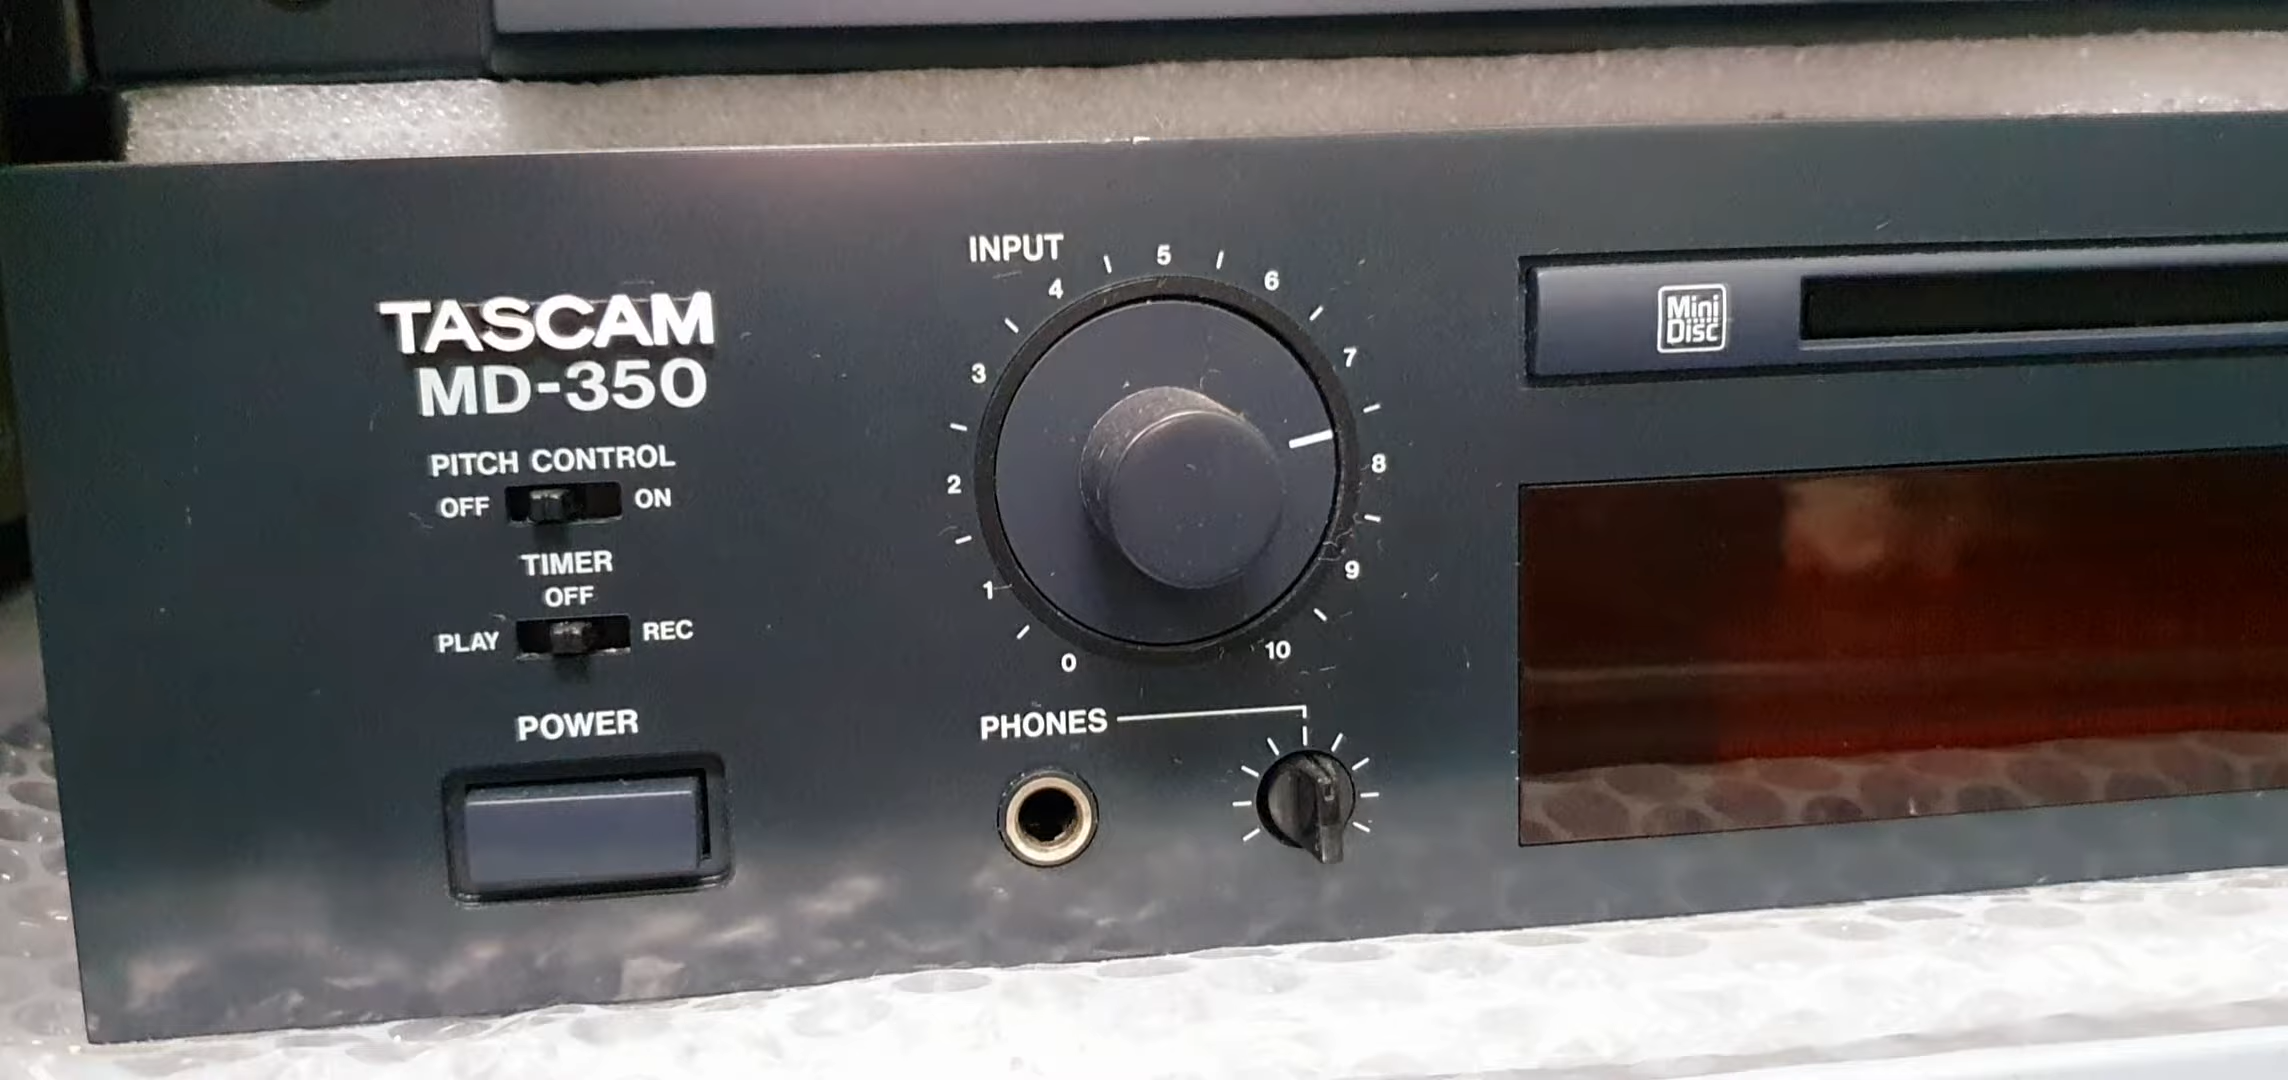 TASCAM
MD-350
PITCH CONTROL
OFF ON
TIMER
OFF
PLAY REC
POWER
INPUT
0 1 2 3 4 5 6 7 8 9 10
PHONES
Mini
Disc